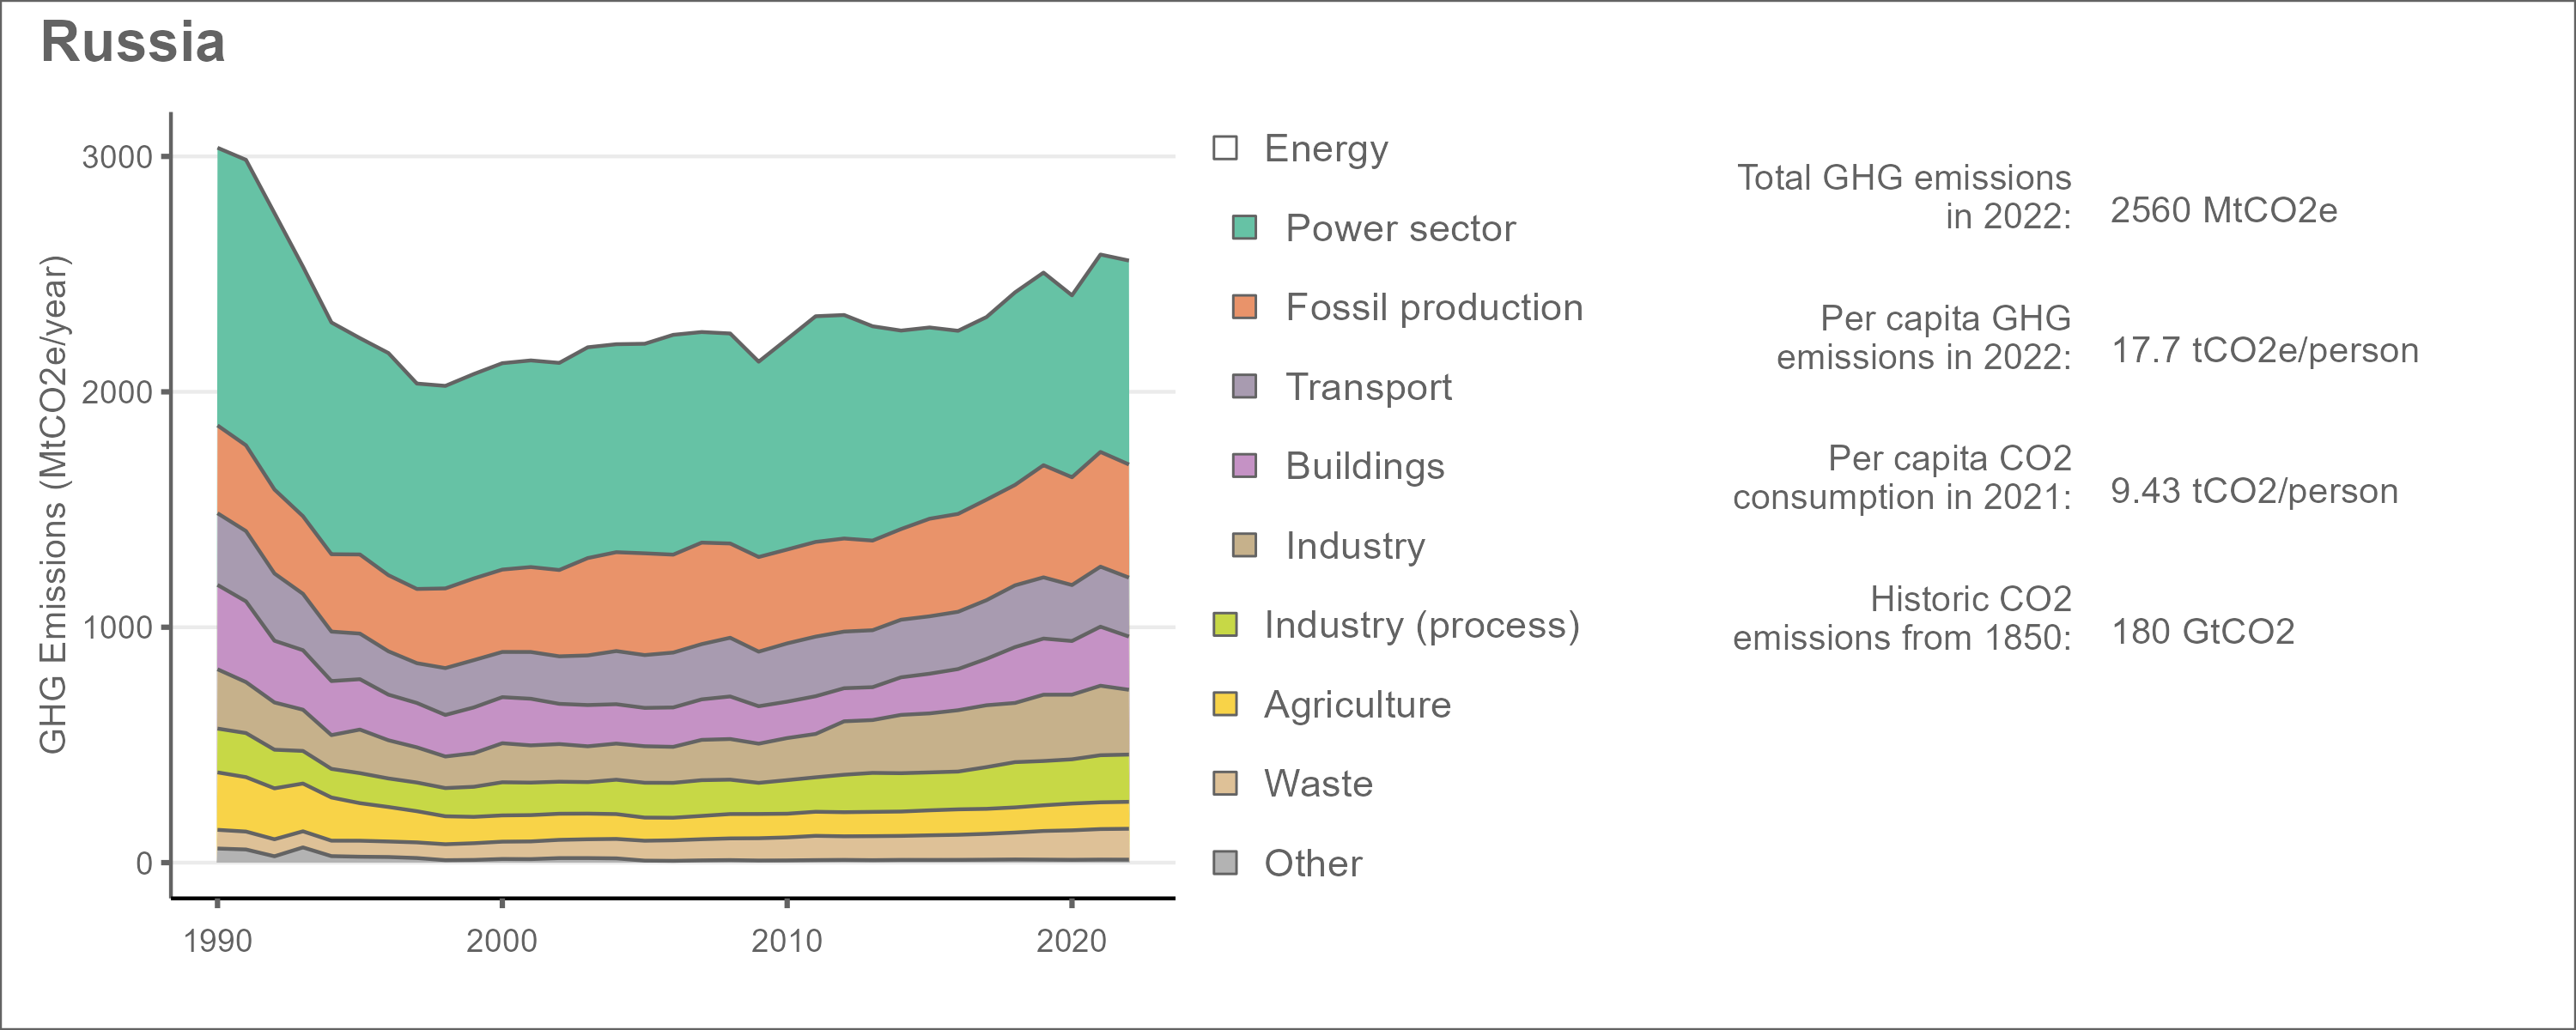 Russia
GHG Emissions (MtCO2e/year)
3000
2000
1000
0
1990
2000
2010
2020
Energy
Power sector
Fossil production
Transport
Buildings
Industry
Industry (process)
Agriculture
Waste
Other
Total GHG emissions
in 2022:
2560 MtCO2e
Per capita GHG
emissions in 2022:
17.7 tCO2e/person
Per capita CO2
consumption in 2021:
9.43 tCO2/person
Historic CO2
emissions from 1850:
180 GtCO2